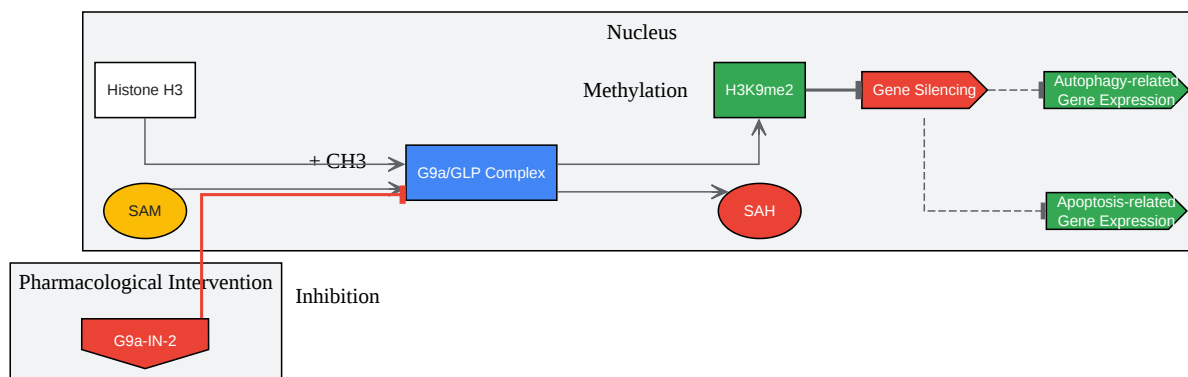 Nucleus
Histone H3
Methylation
H3K9me2
Gene Silencing
Autophagy-related
Gene Expression
+ CH3
G9a/GLP Complex
SAM
SAH
Apoptosis-related
Gene Expression
Pharmacological Intervention
Inhibition
G9a-IN-2